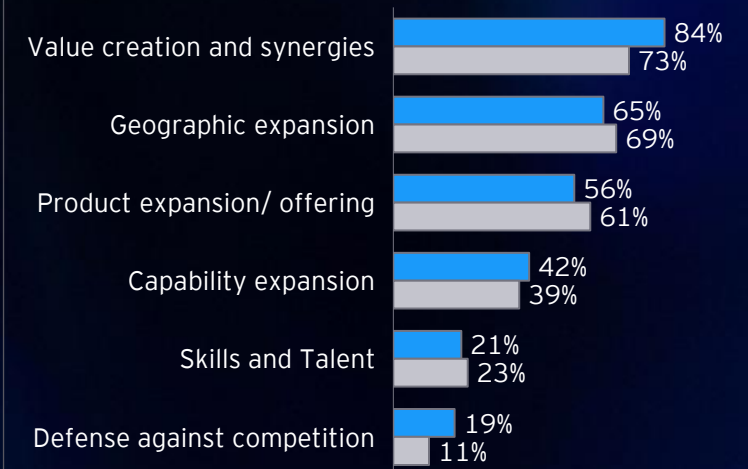 Value creation and synergies
84%
73%
Geographic expansion
65%
69%
Product expansion/ offering
56%
61%
Capability expansion
42%
39%
Skills and Talent
21%
23%
Defense against competition
19%
11%